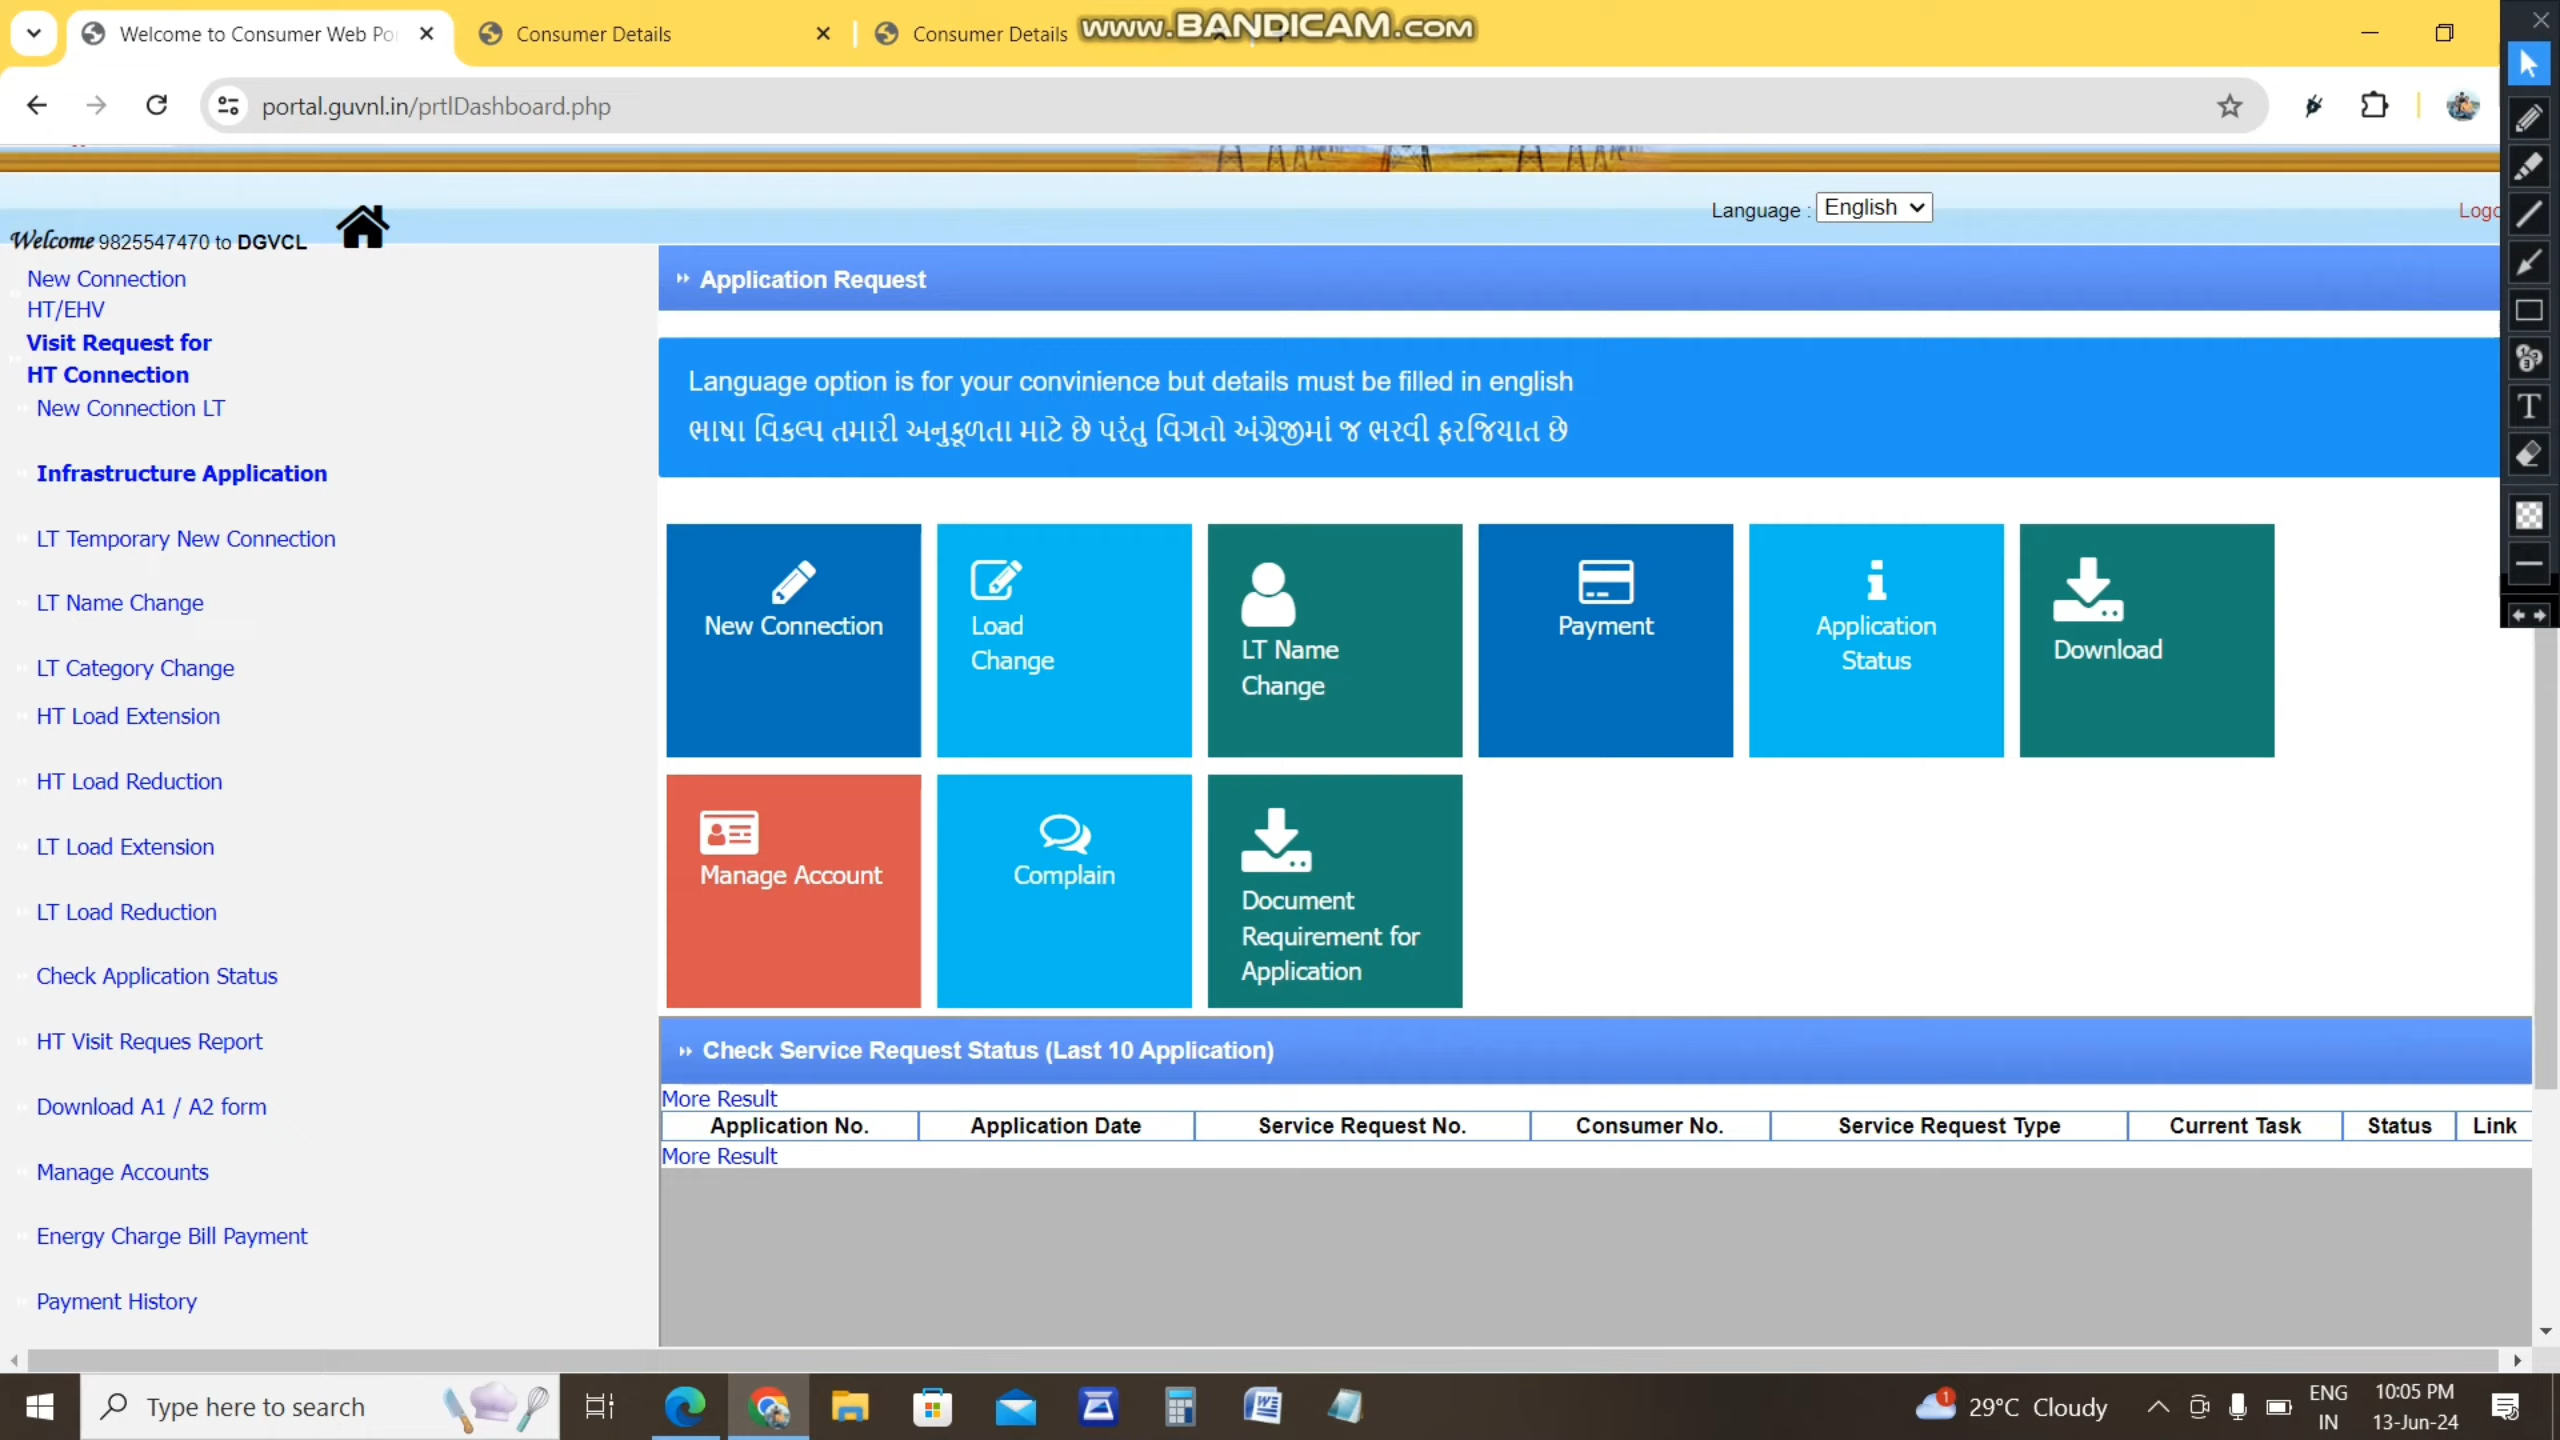 Welcome to Consumer Web Po
Consumer Details
Consumer Details
www.BANDICAM.com
portal.guvnl.in/prtlDashboard.php
Language : English
Welcome 9825547470 to DGVCL
New Connection
HT/EHV
Visit Request for
HT Connection
New Connection LT
Infrastructure Application
LT Temporary New Connection
LT Name Change
LT Category Change
HT Load Extension
HT Load Reduction
LT Load Extension
LT Load Reduction
Check Application Status
HT Visit Reques Report
Download A1 / A2 form
Manage Accounts
Energy Charge Bill Payment
Payment History
Application Request
Language option is for your convinience but details must be filled in english
ભાષા વિકલ્પ તમારી અનુકૂળતા માટે છે પરંતુ વિગતો અંગ્રેજીમાં જ ભરવી ફરજિયાત છે
New Connection
Load
Change
LT Name
Change
Payment
Application
Status
Download
Manage Account
Complain
Document
Requirement for
Application
Check Service Request Status (Last 10 Application)
More Result
Application No. Application Date Service Request No. Consumer No. Service Request Type Current Task Status Link
More Result
T
Type here to search
1
29°C Cloudy
ENG
IN
10:05 PM
13-Jun-24